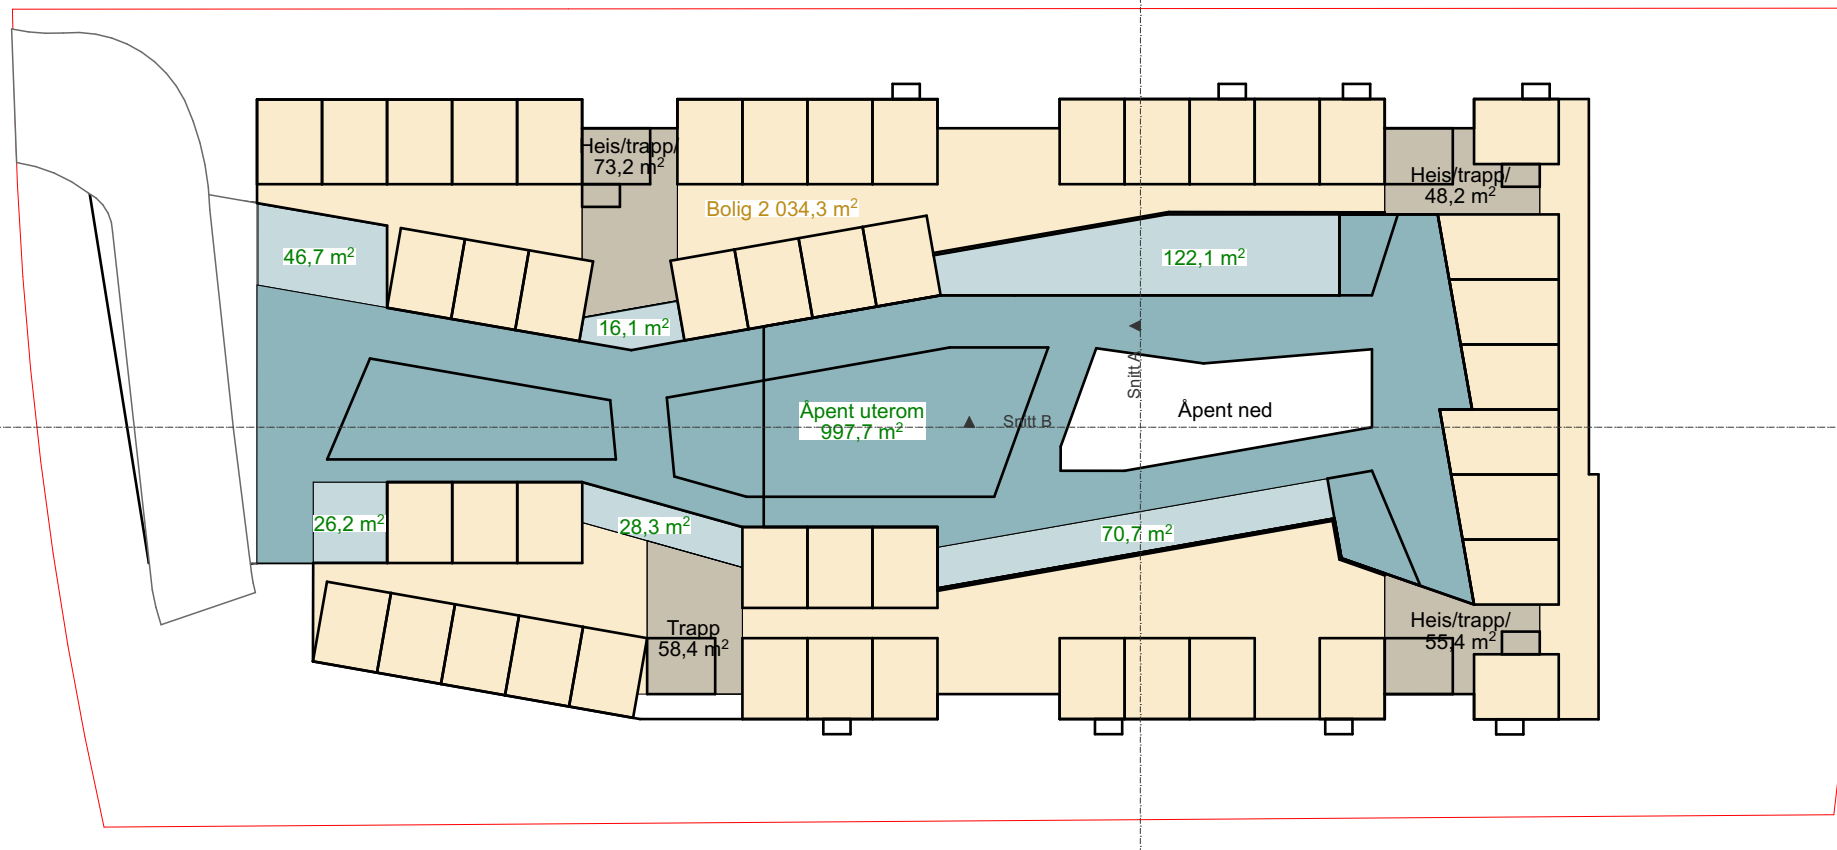 Heis/trapp/
73,2 m²
Heis/trapp/
48,2 m²
Bolig 2 034,3 m²
46,7 m²
122,1 m²
16,1 m²
Snitt A
Åpent uterom
997,7 m²
Snitt B
Åpent ned
26,2 m²
28,3 m²
70,7 m²
Trapp
58,4 m²
Heis/trapp/
55,4 m²